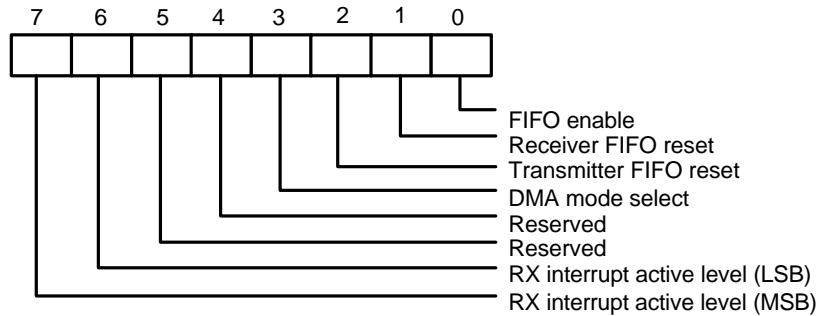 7 6 5 4 3 2 1 0
FIFO enable
Receiver FIFO reset
Transmitter FIFO reset
DMA mode select
Reserved
Reserved
RX interrupt active level (LSB)
RX interrupt active level (MSB)